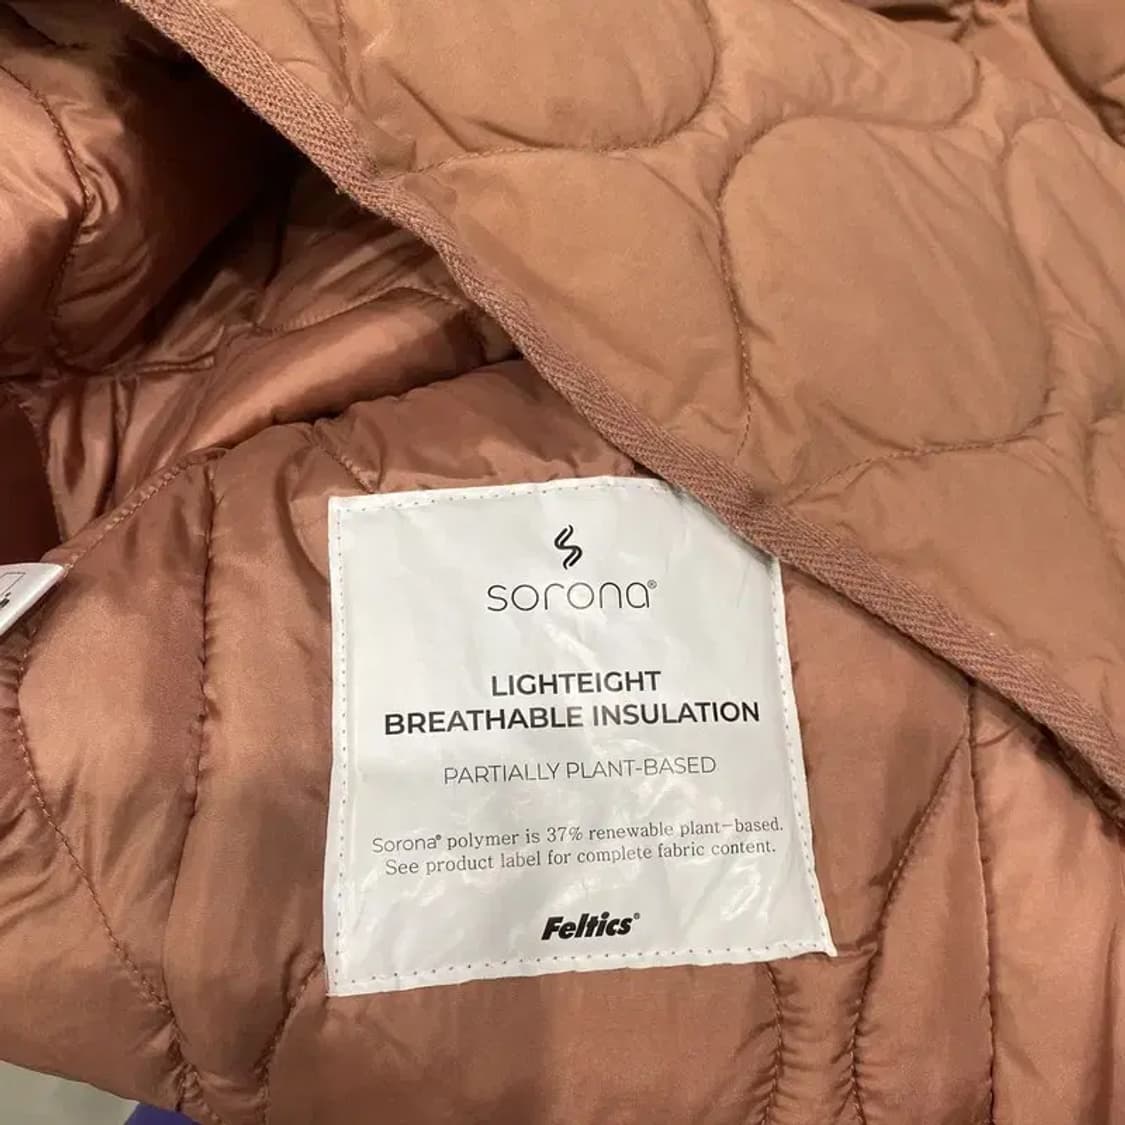 sorona®
LIGHTEIGHT
BREATHABLE INSULATION
PARTIALLY PLANT-BASED
Sorona® polymer is 37% renewable plant-based.
See product label for complete fabric content.
Feltics®